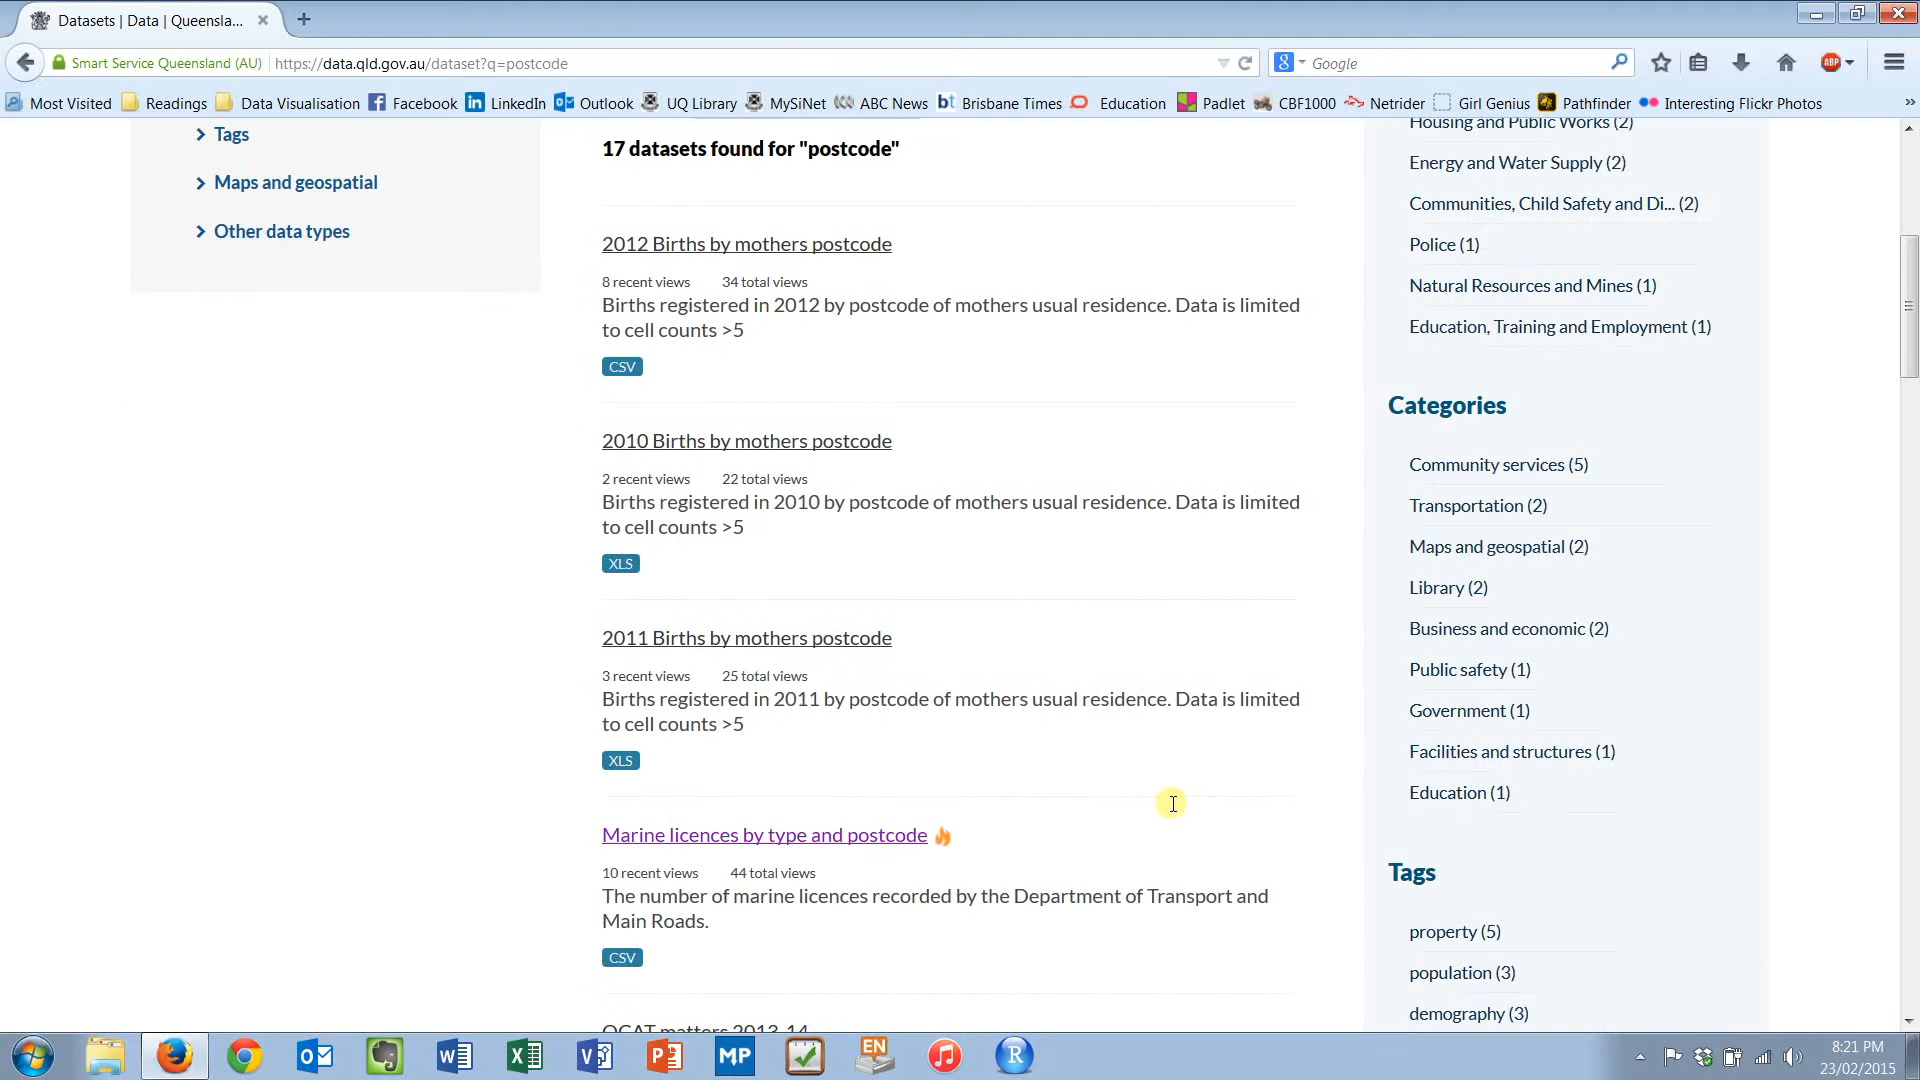 Datasets | Data | Queensla...
Smart Service Queensland (AU)
https://data.qld.gov.au/dataset?q=postcode
Google
Most Visited
Readings
Data Visualisation
Facebook
LinkedIn
Outlook
UQ Library
MySiNet
ABC News
Brisbane Times
Education
Padlet
CBF1000
Netrider
Girl Genius
Pathfinder
Interesting Flickr Photos
Tags
Maps and geospatial
Other data types
17 datasets found for "postcode"
2012 Births by mothers postcode
8 recent views 34 total views
Births registered in 2012 by postcode of mothers usual residence. Data is limited
to cell counts >5
CSV
2010 Births by mothers postcode
2 recent views 22 total views
Births registered in 2010 by postcode of mothers usual residence. Data is limited
to cell counts >5
XLS
2011 Births by mothers postcode
3 recent views 25 total views
Births registered in 2011 by postcode of mothers usual residence. Data is limited
to cell counts >5
XLS
Marine licences by type and postcode
10 recent views 44 total views
The number of marine licences recorded by the Department of Transport and
Main Roads.
CSV
QCAT matters 2013-14
Housing and Public Works (2)
Energy and Water Supply (2)
Communities, Child Safety and Di... (2)
Police (1)
Natural Resources and Mines (1)
Education, Training and Employment (1)
Categories
Community services (5)
Transportation (2)
Maps and geospatial (2)
Library (2)
Business and economic (2)
Public safety (1)
Government (1)
Facilities and structures (1)
Education (1)
Tags
property (5)
population (3)
demography (3)
MP
EN
R
8:21 PM
23/02/2015